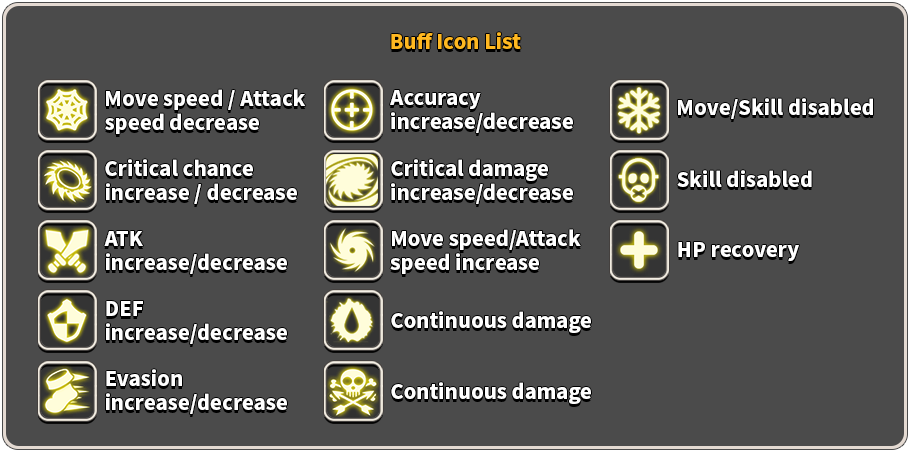 Buff Icon List
Move speed / Attack
speed decrease
Critical chance
increase / decrease
ATK
increase/decrease
DEF
increase/decrease
Evasion
increase/decrease
Accuracy
increase/decrease
Critical damage
increase/decrease
Move speed/Attack
speed increase
Continuous damage
Continuous damage
Move/Skill disabled
Skill disabled
HP recovery